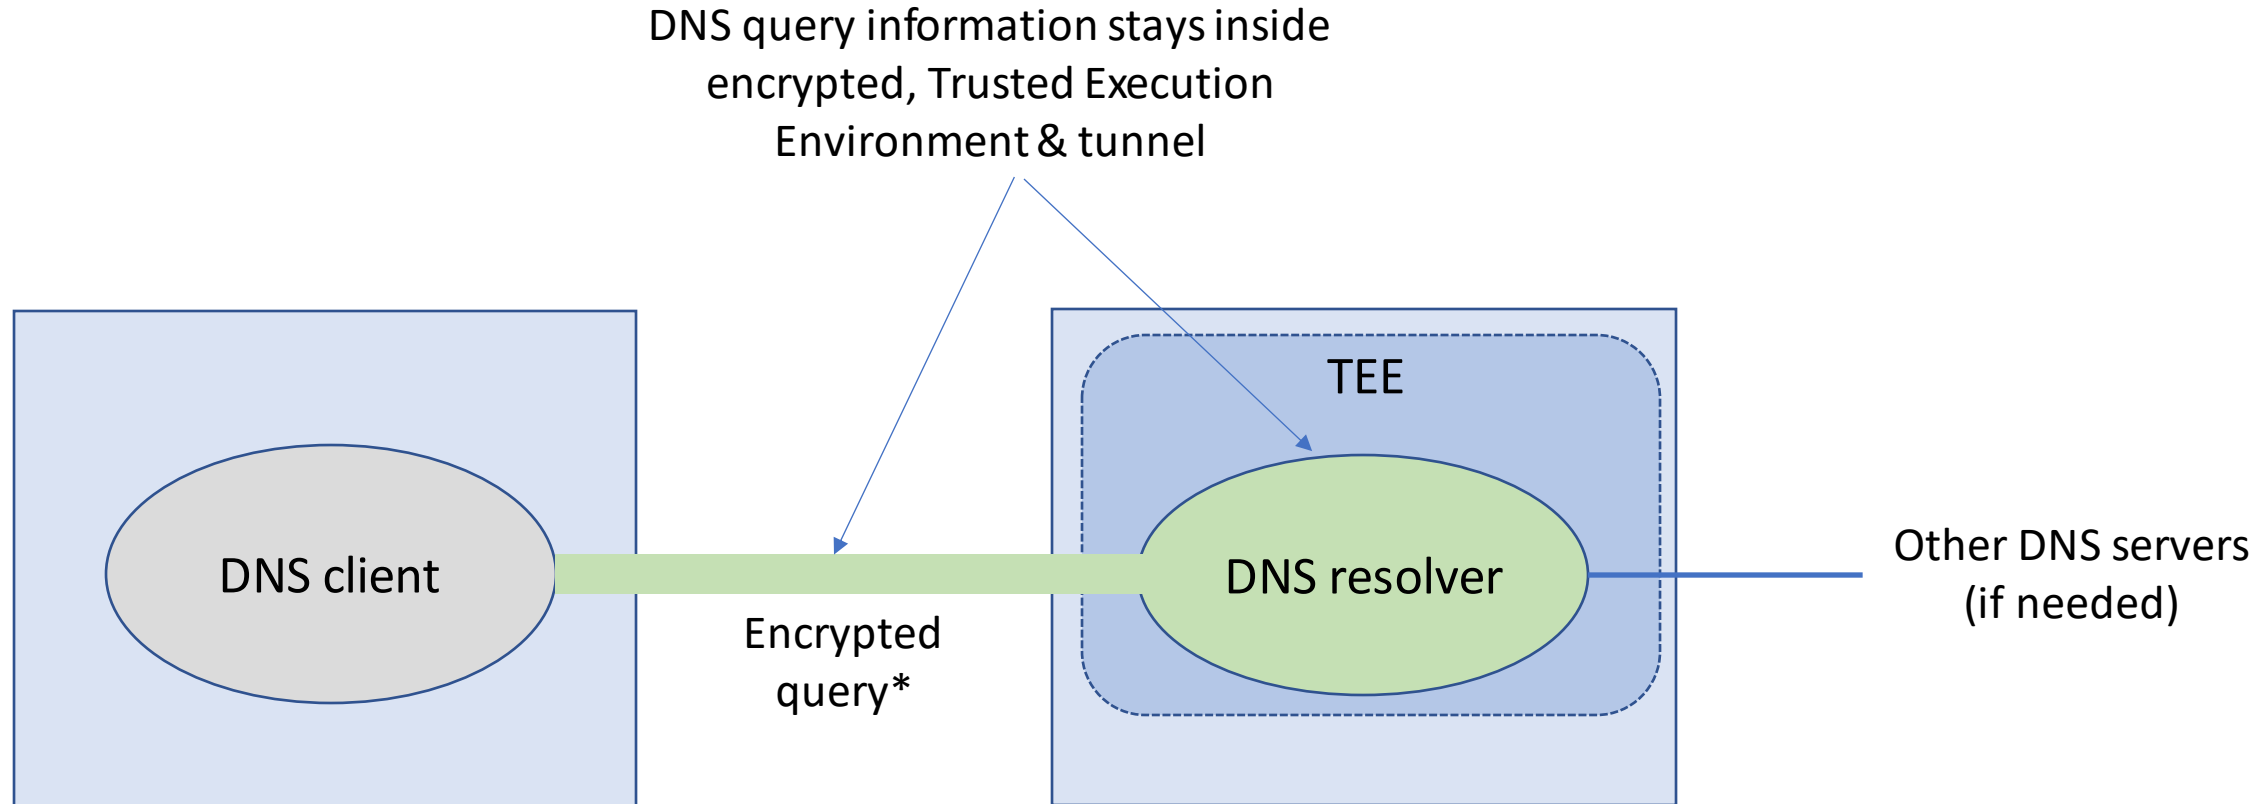 DNS query information stays inside
encrypted, Trusted Execution
Environment & tunnel
TEE
DNS client
DNS resolver
Encrypted
query*
Other DNS servers
(if needed)